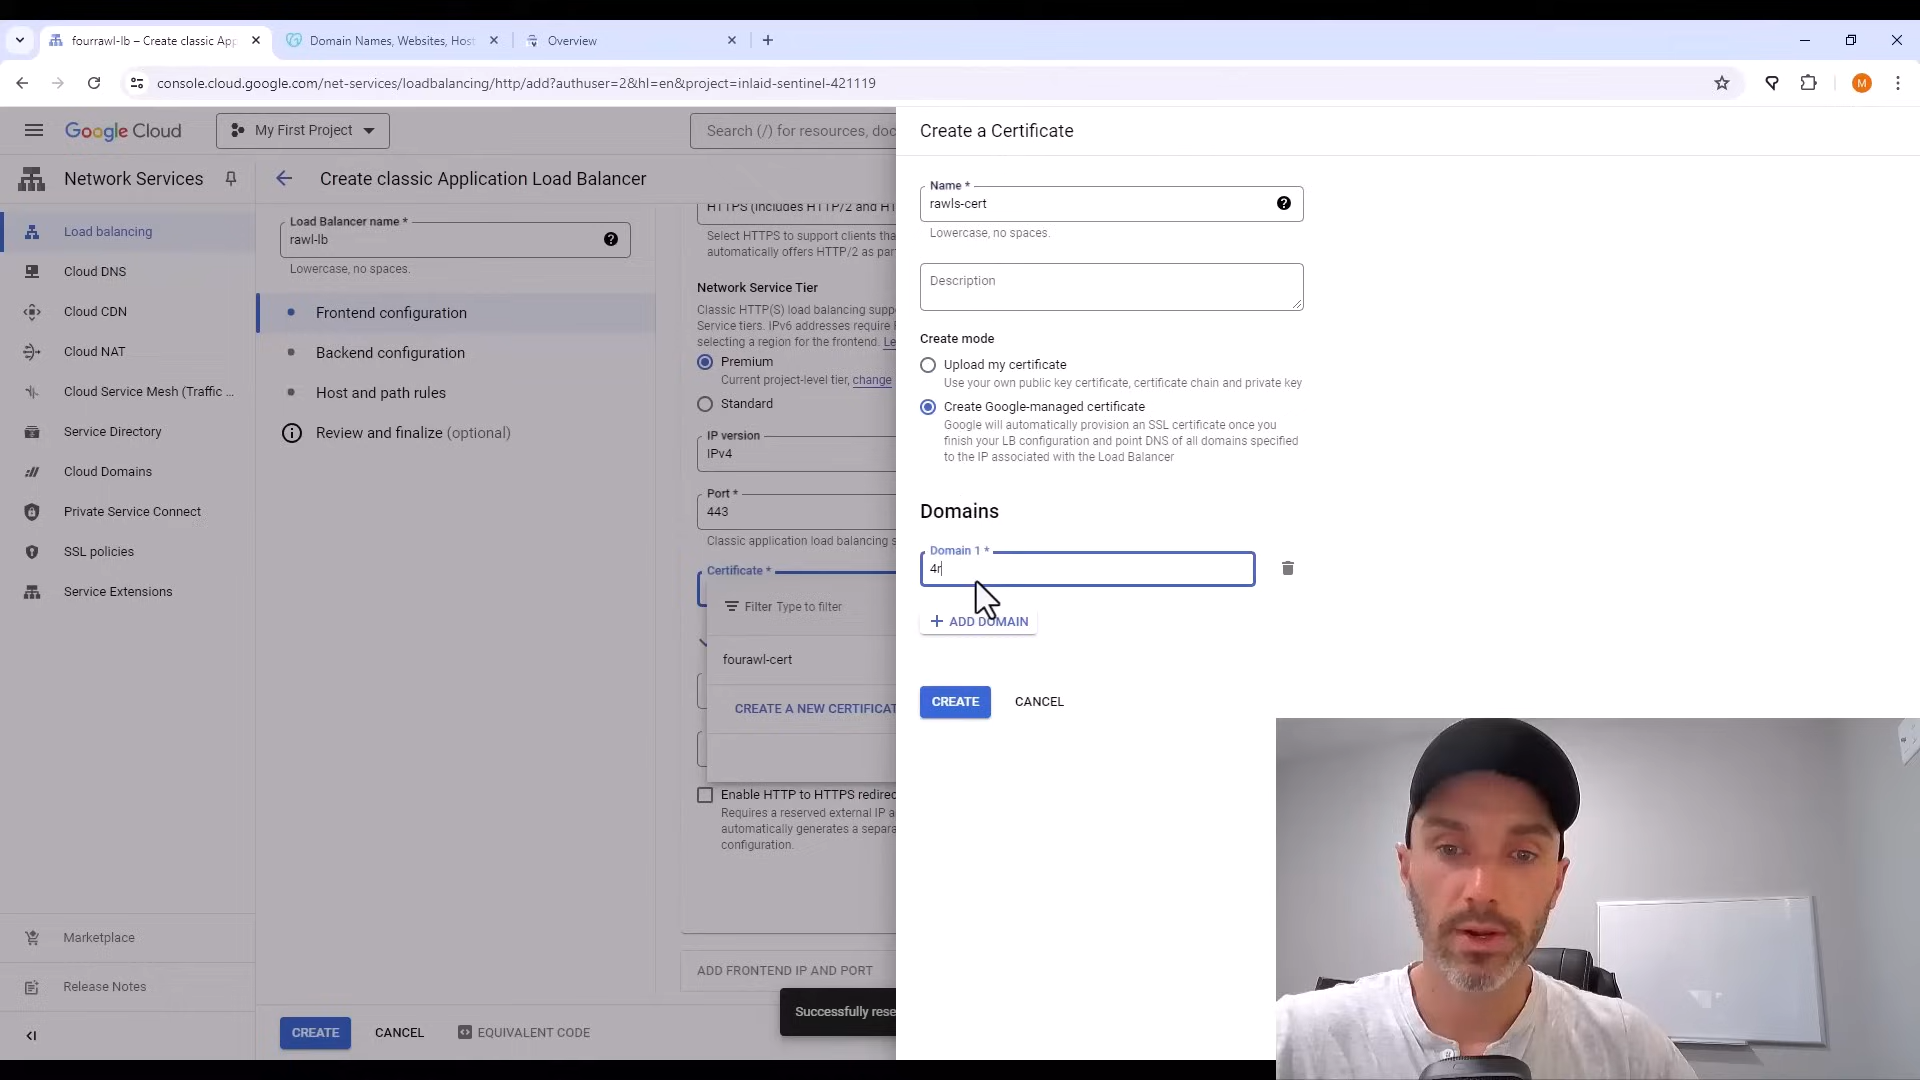 fourrawl-lb – Create classic App
Domain Names, Websites, Host
Overview
console.cloud.google.com/net-services/loadbalancing/http/add?authuser=2&hl=en&project=inlaid-sentinel-421119
M
Google Cloud
My First Project
Search (/) for resources, doc
Network Services
Create classic Application Load Balancer
Load balancing
Cloud DNS
Cloud CDN
Cloud NAT
Cloud Service Mesh (Traffic ...
Service Directory
Cloud Domains
Private Service Connect
SSL policies
Service Extensions
Marketplace
Release Notes
Load Balancer name *
rawl-lb
Lowercase, no spaces.
Frontend configuration
Backend configuration
Host and path rules
Review and finalize (optional)
CREATE
CANCEL
EQUIVALENT CODE
HTTPS (includes HTTP/2 and HT
Select HTTPS to support clients tha
automatically offers HTTP/2 as par
Network Service Tier
Classic HTTP(S) load balancing supp
Service tiers. IPv6 addresses require
selecting a region for the frontend. Le
Premium
Current project-level tier, change
Standard
IP version
IPv4
Port *
443
Classic application load balancing s
Certificate *
Filter Type to filter
fourawl-cert
CREATE A NEW CERTIFICAT
Enable HTTP to HTTPS redirec
Requires a reserved external IP a
automatically generates a separa
configuration.
ADD FRONTEND IP AND PORT
Successfully rese
Create a Certificate
Name *
rawls-cert
Lowercase, no spaces.
Description
Create mode
Upload my certificate
Use your own public key certificate, certificate chain and private key
Create Google-managed certificate
Google will automatically provision an SSL certificate once you
finish your LB configuration and point DNS of all domains specified
to the IP associated with the Load Balancer
Domains
Domain 1 *
4r
ADD DOMAIN
CREATE
CANCEL